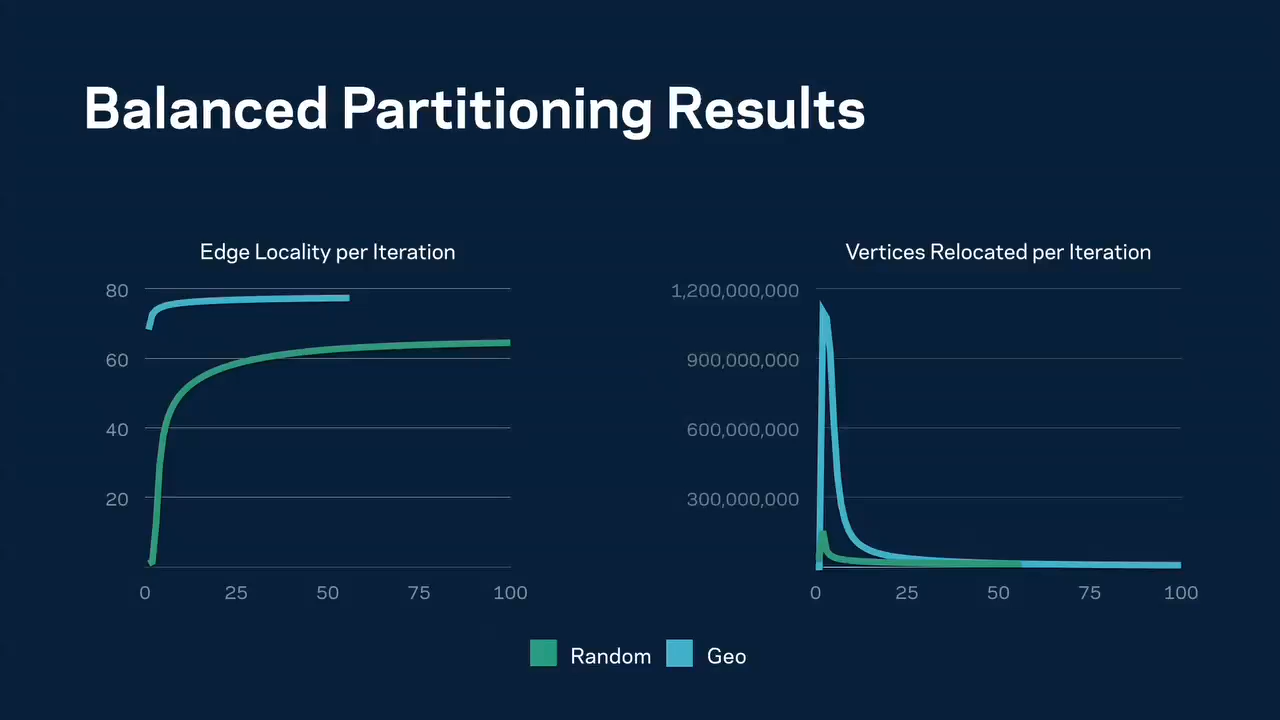 Balanced Partitioning Results
Edge Locality per Iteration
80
60
40
20
0 25 50 75 100
Vertices Relocated per Iteration
1,200,000,000
900,000,000
600,000,000
300,000,000
0 25 50 75 100
Random Geo